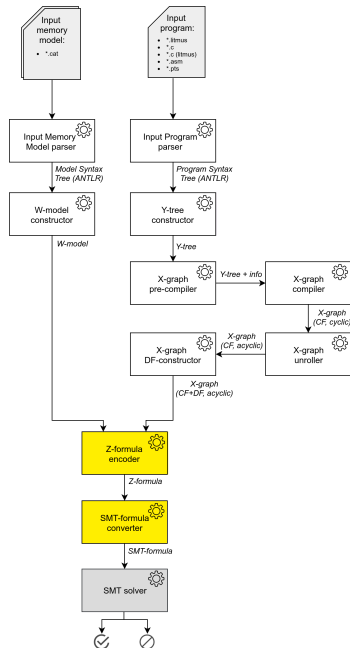 Input
memory
model:
• *.cat
Input
program:
• *.litmus
• *.c
• *.c (litmus)
• *.asm
• *.pts
Input Memory
Model parser
Input Program
parser
Model Syntax
Tree (ANTLR)
Program Syntax
Tree (ANTLR)
W-model
constructor
Y-tree
constructor
W-model
Y-tree
X-graph
pre-compiler
Y-tree + info
X-graph
compiler
X-graph
(CF, cyclic)
X-graph
DF-constructor
X-graph
(CF, acyclic)
X-graph
unroller
X-graph
(CF+DF, acyclic)
Z-formula
encoder
Z-formula
SMT-formula
converter
SMT-formula
SMT solver